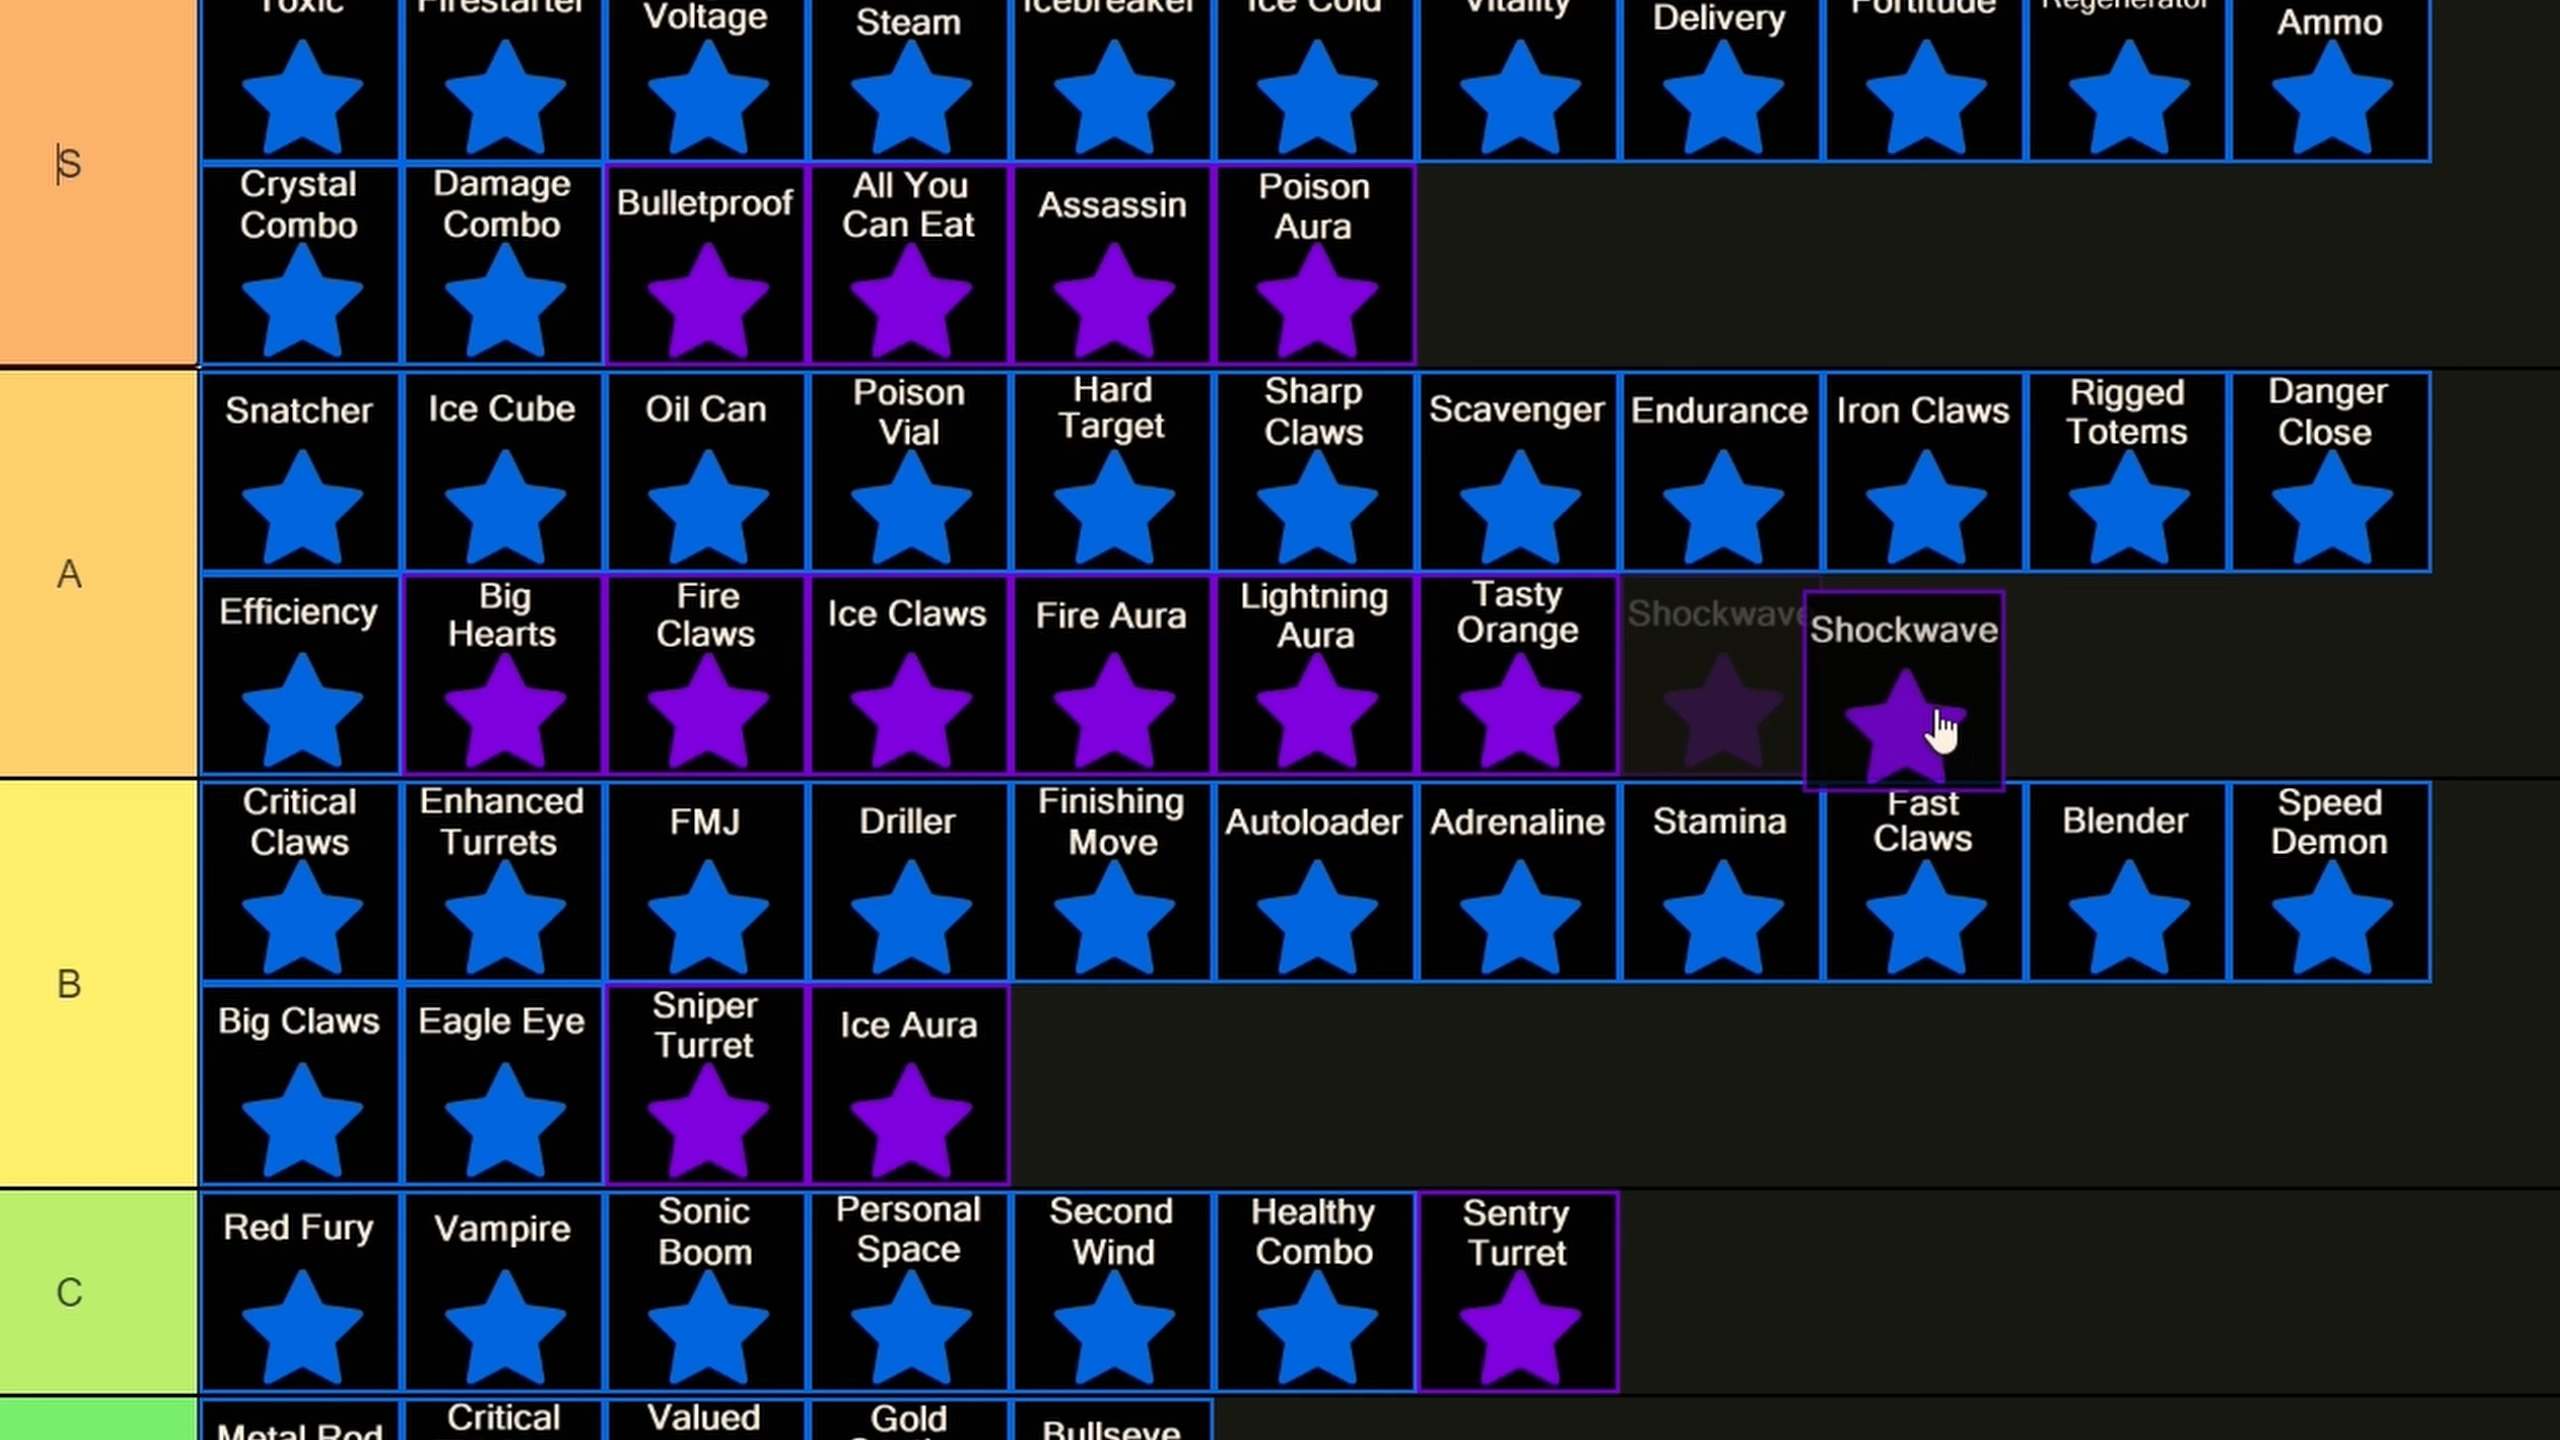 Toxic
Firestarter
Voltage
Steam
Icebreaker
Ice Cold
Vitality
Delivery
Fortitude
Regenerator
Ammo
S
Crystal
Combo
Damage
Combo
Bulletproof
All You
Can Eat
Assassin
Poison
Aura
A
Snatcher
Ice Cube
Oil Can
Poison
Vial
Hard
Target
Sharp
Claws
Scavenger
Endurance
Iron Claws
Rigged
Totems
Danger
Close
Efficiency
Big
Hearts
Fire
Claws
Ice Claws
Fire Aura
Lightning
Aura
Tasty
Orange
Shockwave
Shockwave
B
Critical
Claws
Enhanced
Turrets
FMJ
Driller
Finishing
Move
Autoloader
Adrenaline
Stamina
Fast
Claws
Blender
Speed
Demon
Big Claws
Eagle Eye
Sniper
Turret
Ice Aura
C
Red Fury
Vampire
Sonic
Boom
Personal
Space
Second
Wind
Healthy
Combo
Sentry
Turret
Metal Rod
Critical
Valued
Gold
Bullseye